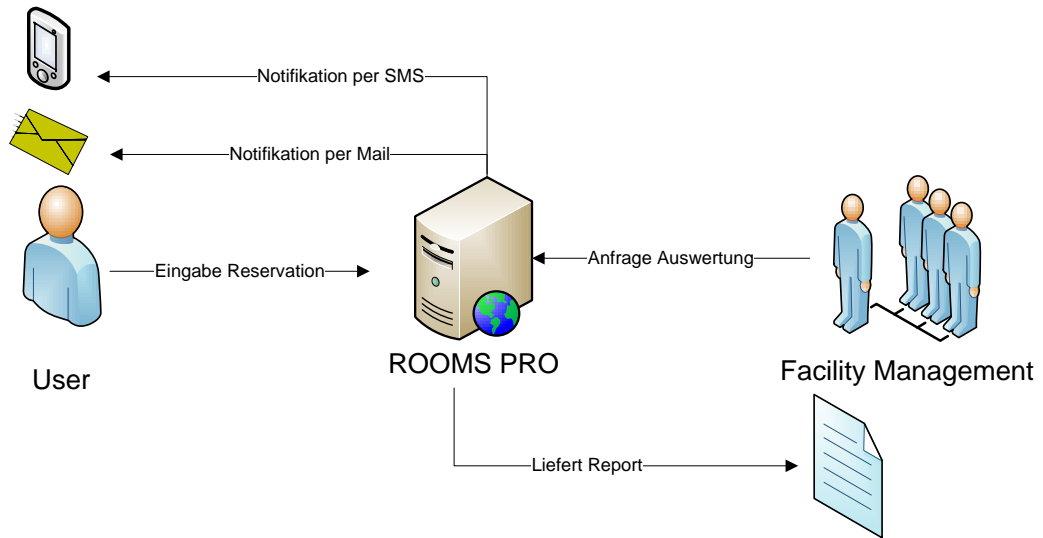 Notifikation per SMS
Notifikation per Mail
Eingabe Reservation
Anfrage Auswertung
User
ROOMS PRO
Facility Management
Liefert Report